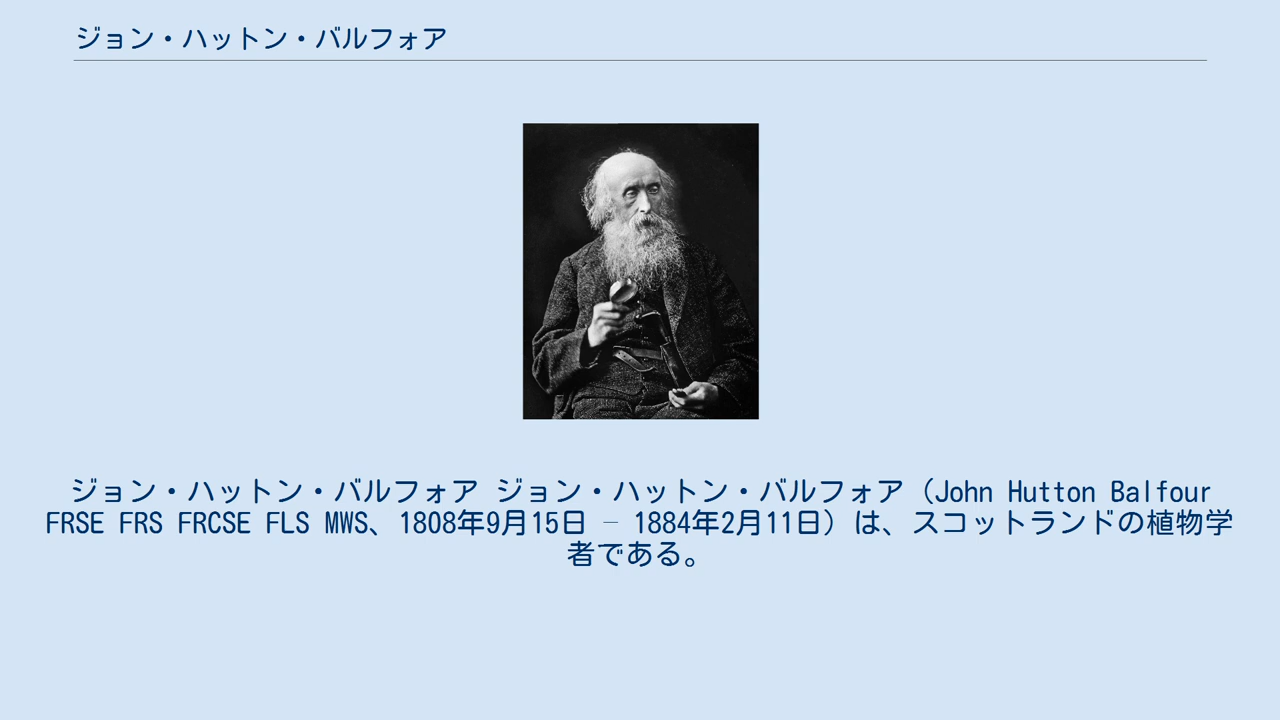 ジョン・ハットン・バルフォア
ジョン・ハットン・バルフォア ジョン・ハットン・バルフォア（John Hutton Balfour
FRSE FRS FRCSE FLS MWS、1808年9月15日 – 1884年2月11日）は、スコットランドの植物学
者である。